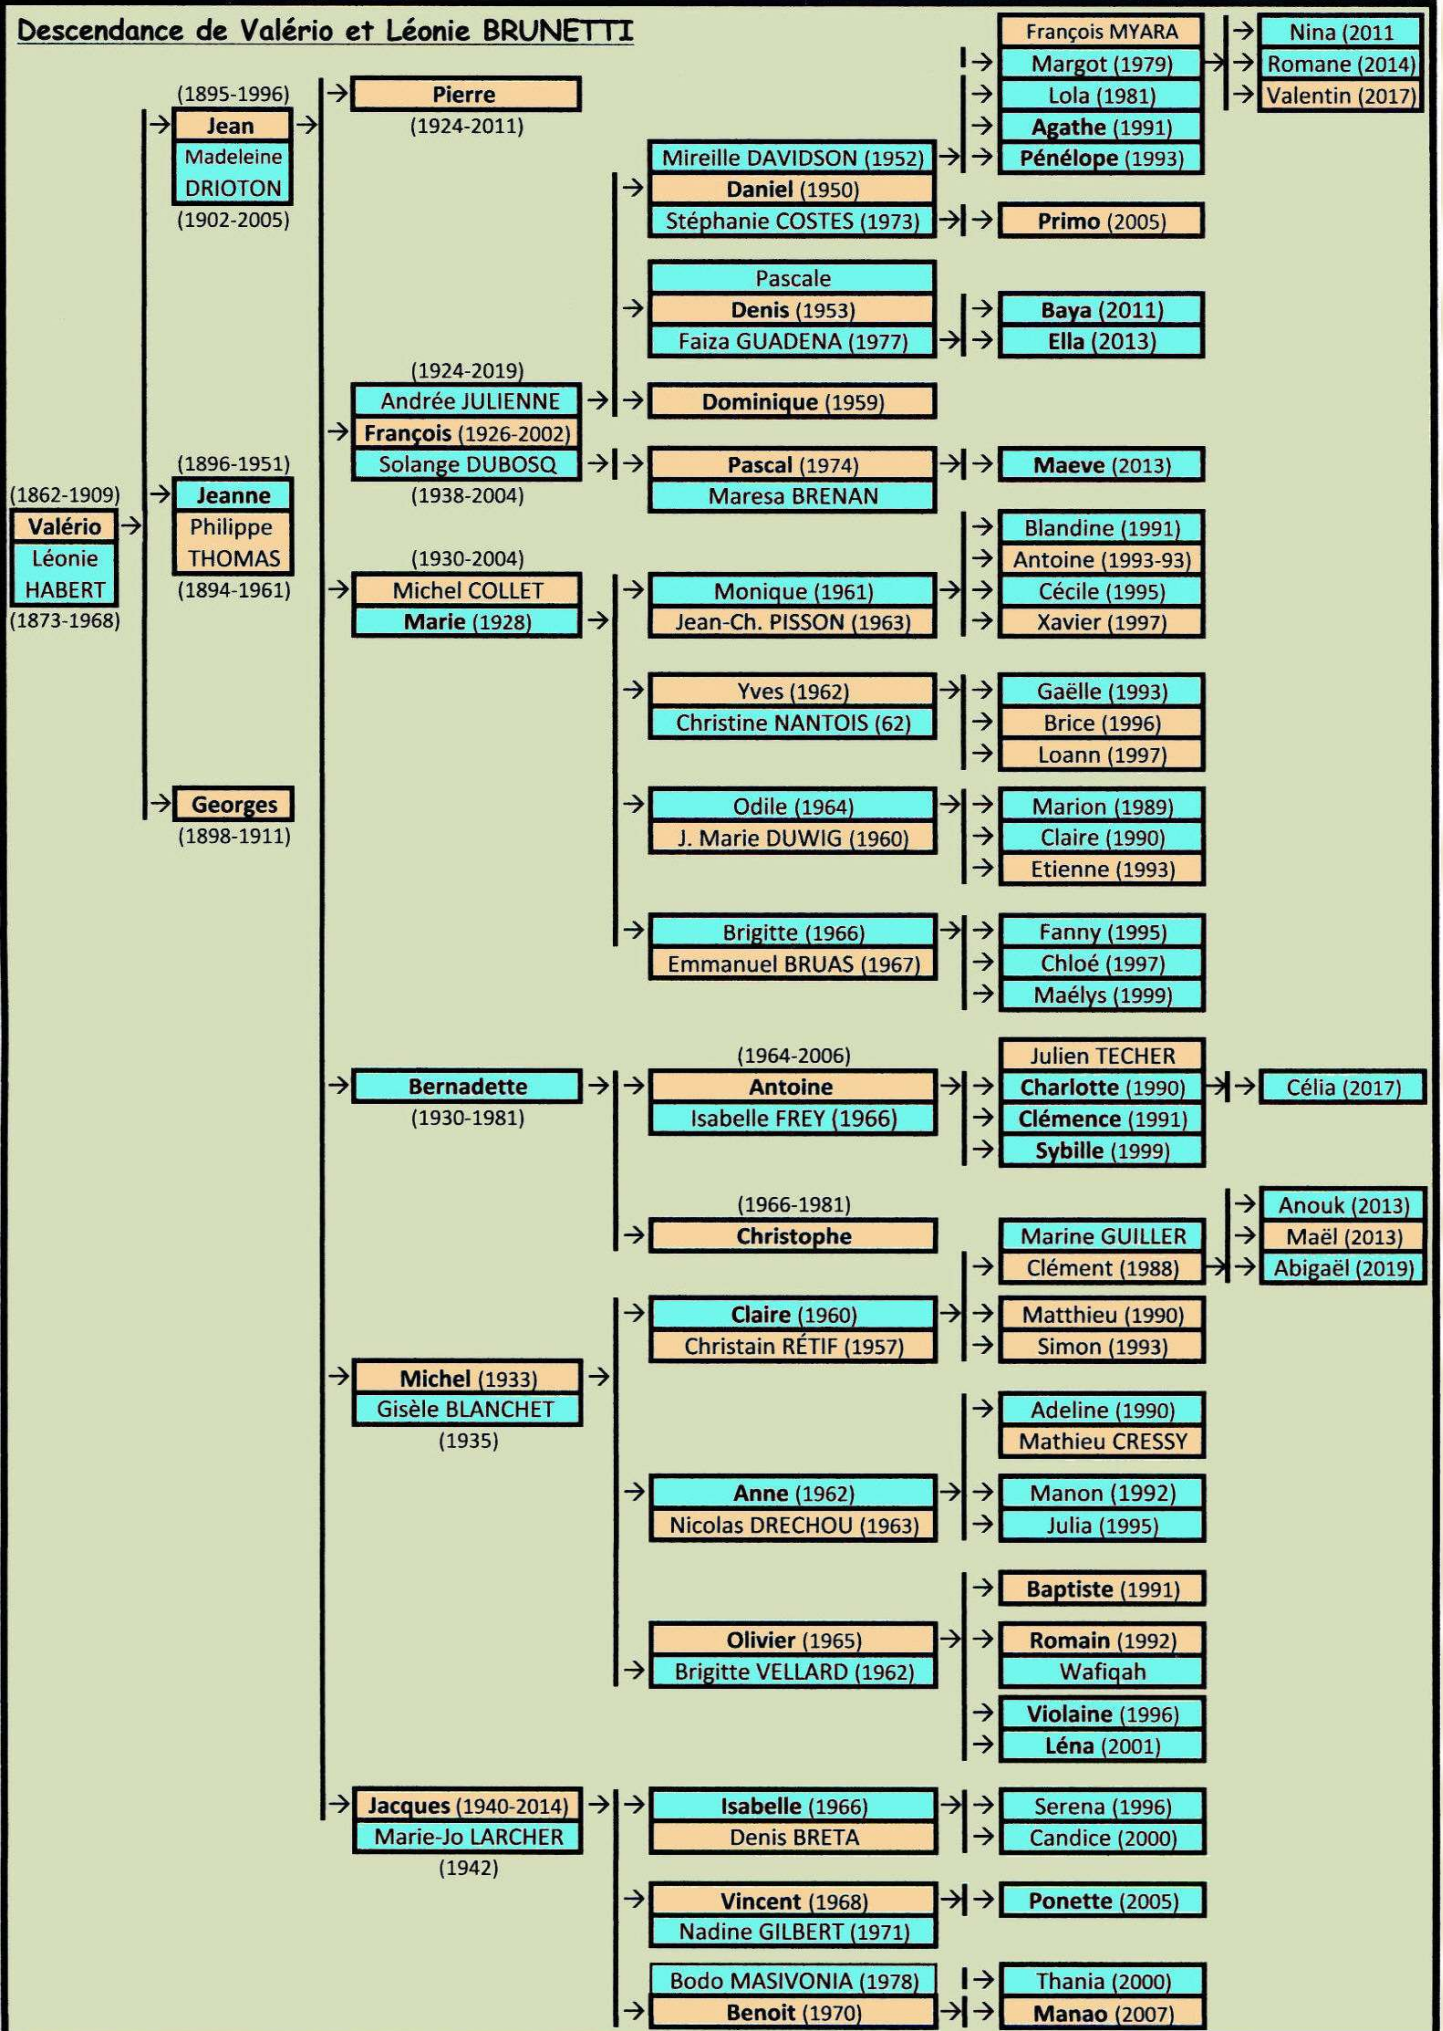 Descendance de Valério et Léonie BRUNETTI
(1862-1909)
Valério
Léonie
HABERT
(1873-1968)
(1895-1996)
Jean
Madeleine
DRIOTON
(1902-2005)
(1896-1951)
Jeanne
Philippe
THOMAS
(1894-1961)
Georges
(1898-1911)
Pierre
(1924-2011)
(1924-2019)
Andrée JULIENNE
François (1926-2002)
Solange DUBOSQ
(1938-2004)
(1930-2004)
Michel COLLET
Marie (1928)
Bernadette
(1930-1981)
Michel (1933)
Gisèle BLANCHET
(1935)
Jacques (1940-2014)
Marie-Jo LARCHER
(1942)
Mireille DAVIDSON (1952)
Daniel (1950)
Stéphanie COSTES (1973)
Pascale
Denis (1953)
Faiza GUADENA (1977)
Dominique (1959)
Pascal (1974)
Maresa BRENAN
Monique (1961)
Jean-Ch. PISSON (1963)
Yves (1962)
Christine NANTOIS (62)
Odile (1964)
J. Marie DUWIG (1960)
Brigitte (1966)
Emmanuel BRUAS (1967)
(1964-2006)
Antoine
Isabelle FREY (1966)
(1966-1981)
Christophe
Claire (1960)
Christain RÉTIF (1957)
Anne (1962)
Nicolas DRECHOU (1963)
Olivier (1965)
Brigitte VELLARD (1962)
Isabelle (1966)
Denis BRETA
Vincent (1968)
Nadine GILBERT (1971)
Bodo MASIVONIA (1978)
Benoit (1970)
François MYARA
Margot (1979)
Lola (1981)
Agathe (1991)
Pénélope (1993)
Primo (2005)
Baya (2011)
Ella (2013)
Maeve (2013)
Blandine (1991)
Antoine (1993-93)
Cécile (1995)
Xavier (1997)
Gaëlle (1993)
Brice (1996)
Loann (1997)
Marion (1989)
Claire (1990)
Etienne (1993)
Fanny (1995)
Chloé (1997)
Maélys (1999)
Julien TECHER
Charlotte (1990)
Clémence (1991)
Sybille (1999)
Marine GUILLER
Clément (1988)
Matthieu (1990)
Simon (1993)
Adeline (1990)
Mathieu CRESSY
Manon (1992)
Julia (1995)
Baptiste (1991)
Romain (1992)
Wafiqah
Violaine (1996)
Léna (2001)
Serena (1996)
Candice (2000)
Ponette (2005)
Thania (2000)
Manao (2007)
Nina (2011
Romane (2014)
Valentin (2017)
Célia (2017)
Anouk (2013)
Maël (2013)
Abigaël (2019)